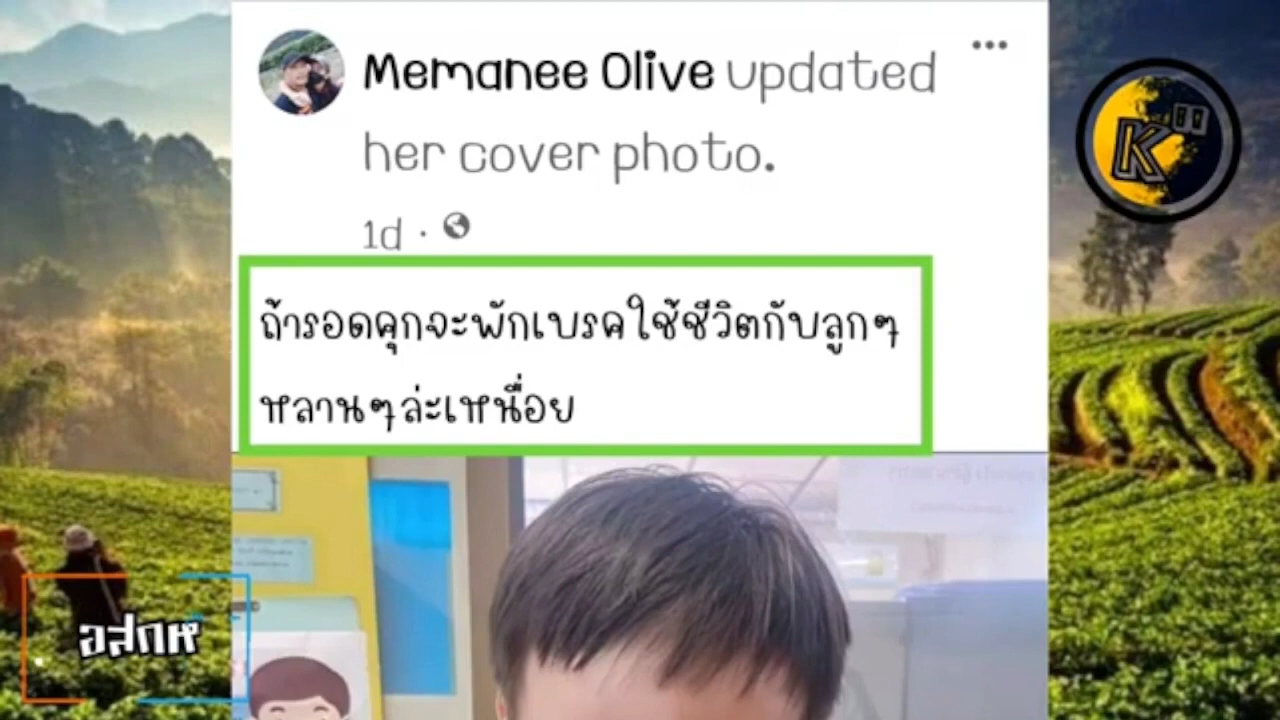 Memanee Olive updated
her cover photo.
1d ·
ถ้ารอดคุกจะพักเบรคใช้ชีวิตกับลูกๆ
หลานๆล่ะเหนื่อย
K
อสกห